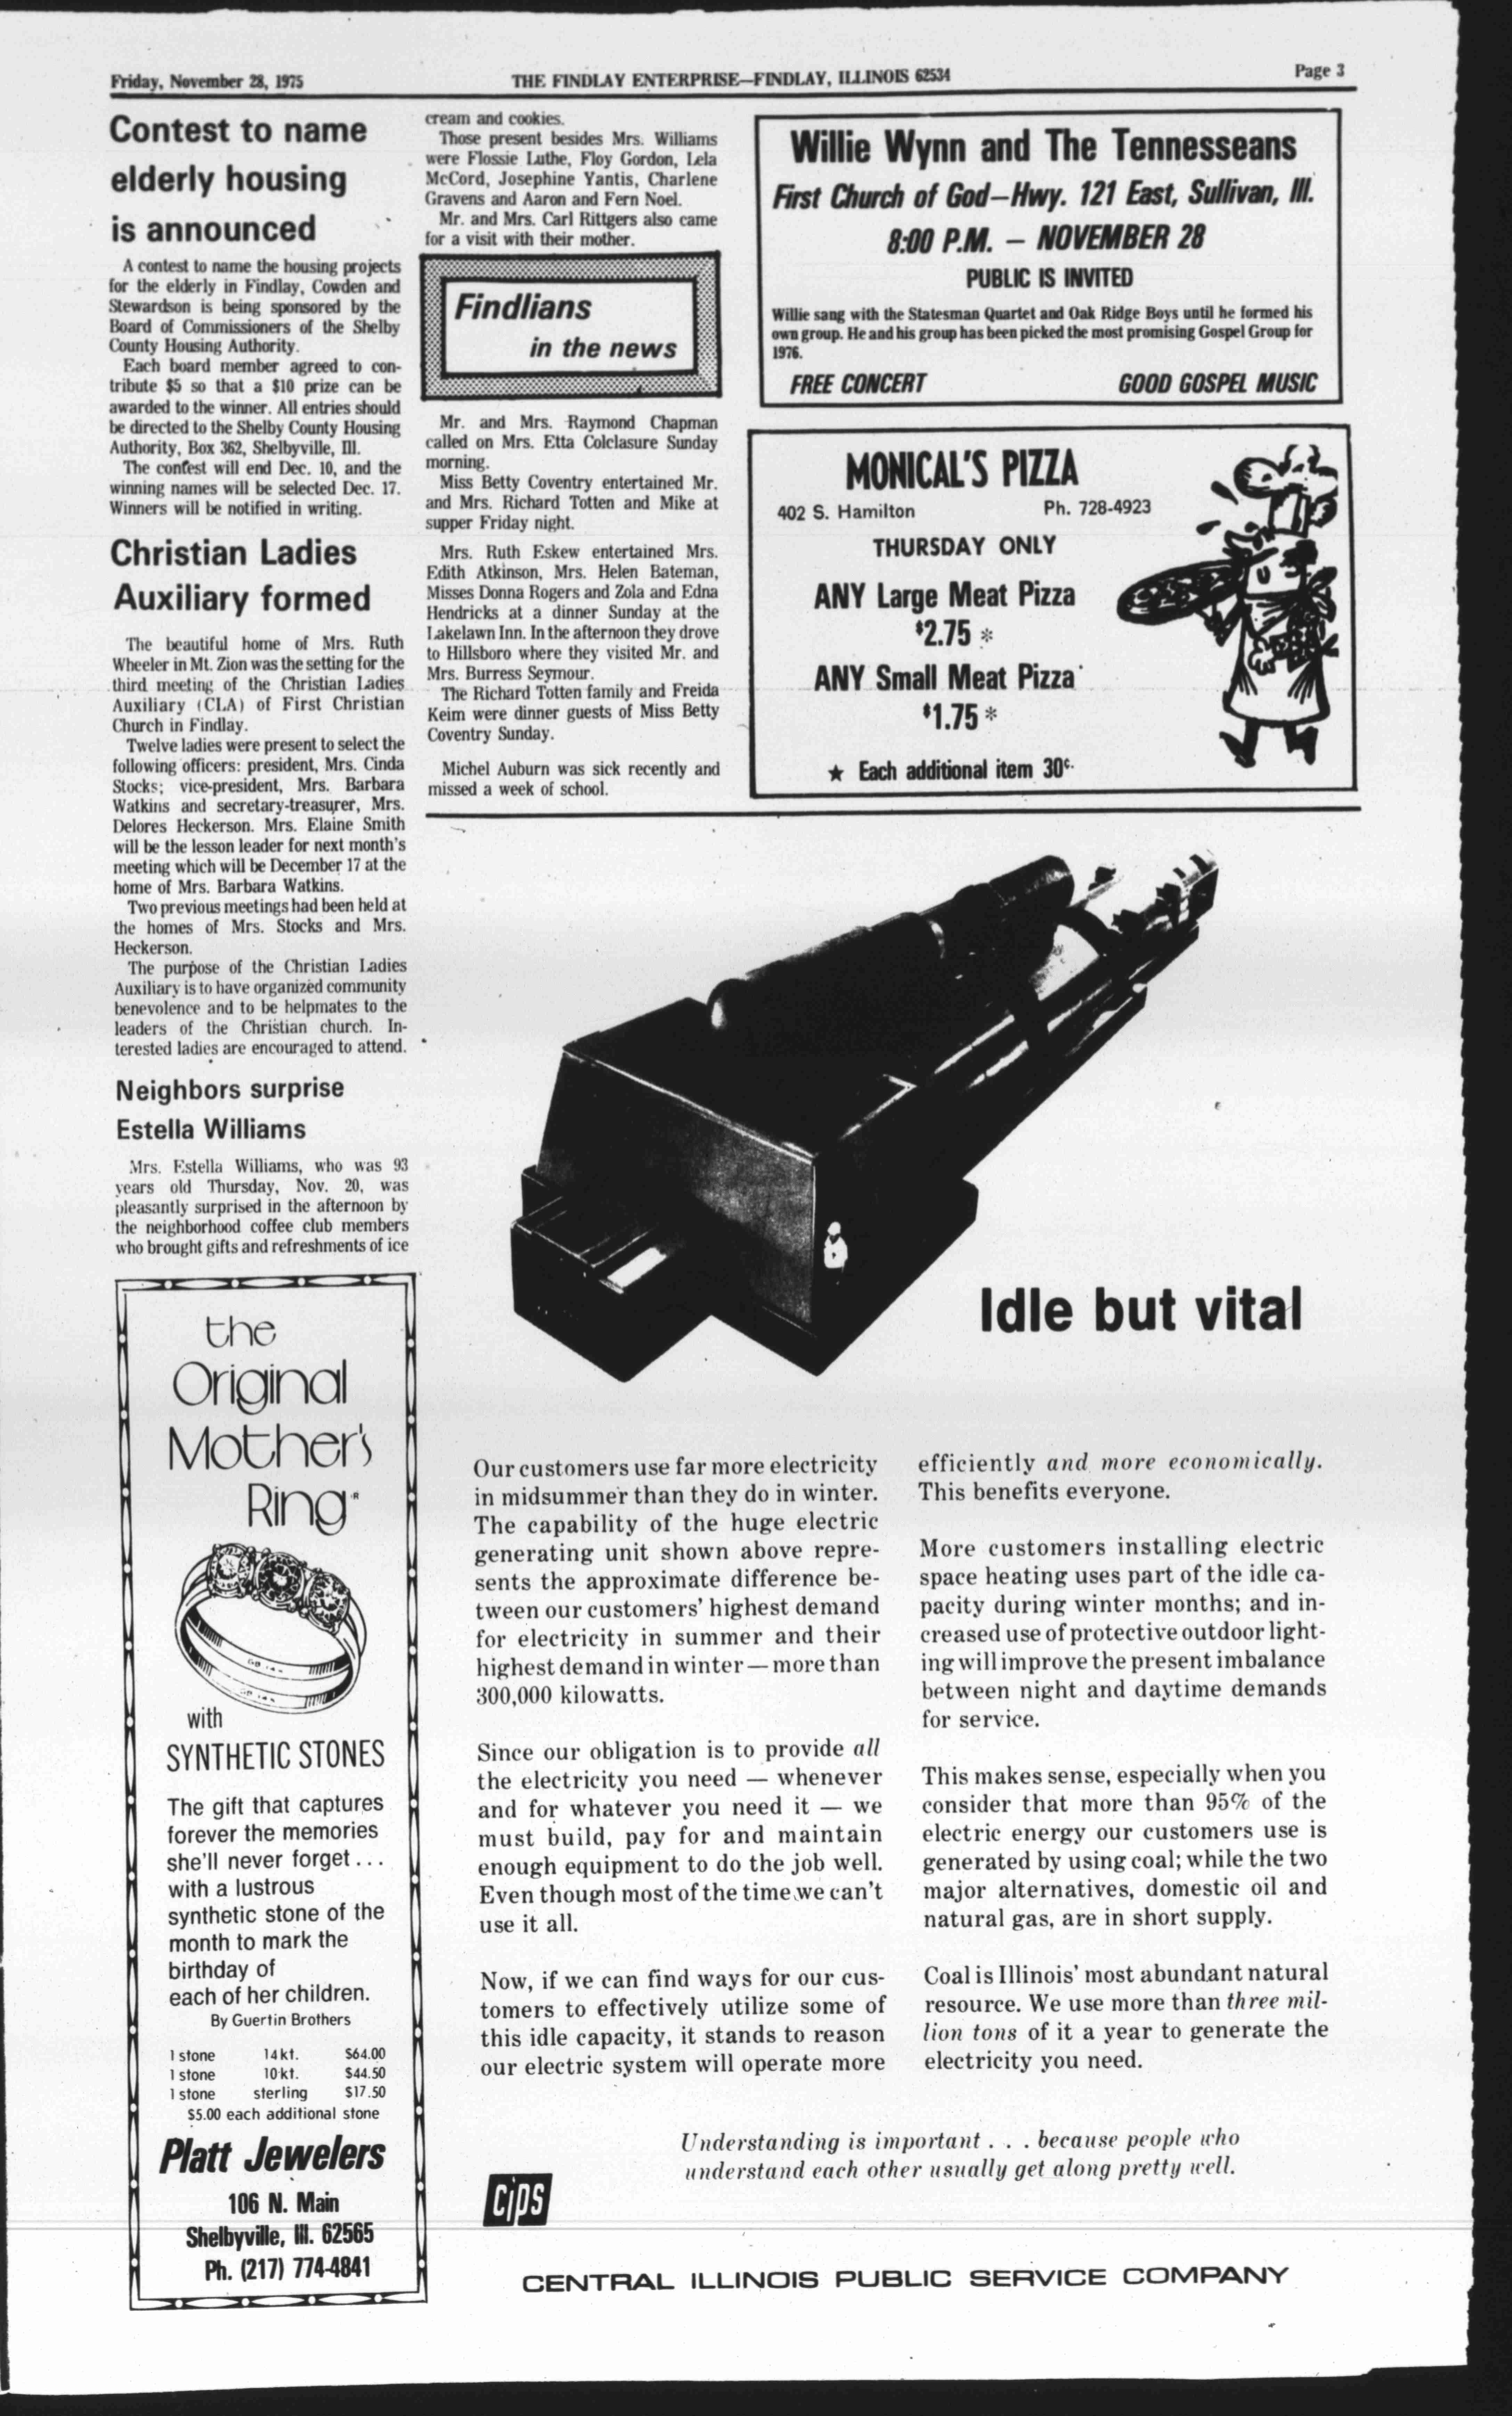 Friday, November 28, 1975
THE FINDLAY ENTERPRISE—FINDLAY, ILLINOIS 62534
Page 3
Contest to name
elderly housing
is announced
A contest to name the housing projects
for the elderly in Findlay, Cowden and
Stewardson is being sponsored by the
Board of Commissioners of the Shelby
County Housing Authority.
Each board member agreed to con-
tribute $5 so that a $10 prize can be
awarded to the winner. All entries should
be directed to the Shelby County Housing
Authority, Box 362, Shelbyville, Ill.
The contest will end Dec. 10, and the
winning names will be selected Dec. 17.
Winners will be notified in writing.
Christian Ladies
Auxiliary formed
The beautiful home of Mrs. Ruth
Wheeler in Mt. Zion was the setting for the
third meeting of the Christian Ladies
Auxiliary (CLA) of First Christian
Church in Findlay.
Twelve ladies were present to select the
following officers: president, Mrs. Cinda
Stocks; vice-president, Mrs. Barbara
Watkins and secretary-treasurer, Mrs.
Delores Heckerson. Mrs. Elaine Smith
will be the lesson leader for next month's
meeting which will be December 17 at the
home of Mrs. Barbara Watkins.
Two previous meetings had been held at
the homes of Mrs. Stocks and Mrs.
Heckerson.
The purpose of the Christian Ladies
Auxiliary is to have organized community
benevolence and to be helpmates to the
leaders of the Christian church. In-
terested ladies are encouraged to attend.
Neighbors surprise
Estella Williams
Mrs. Estella Williams, who was 93
years old Thursday, Nov. 20, was
pleasantly surprised in the afternoon by
the neighborhood coffee club members
who brought gifts and refreshments of ice
cream and cookies.
Those present besides Mrs. Williams
were Flossie Luthe, Floy Gordon, Lela
McCord, Josephine Yantis, Charlene
Gravens and Aaron and Fern Noel.
Mr. and Mrs. Carl Rittgers also came
for a visit with their mother.
Findlians
in the news
Mr. and Mrs. Raymond Chapman
called on Mrs. Etta Colclasure Sunday
morning.
Miss Betty Coventry entertained Mr.
and Mrs. Richard Totten and Mike at
supper Friday night.
Mrs. Ruth Eskew entertained Mrs.
Edith Atkinson, Mrs. Helen Bateman,
Misses Donna Rogers and Zola and Edna
Hendricks at a dinner Sunday at the
Lakelawn Inn. In the afternoon they drove
to Hillsboro where they visited Mr. and
Mrs. Burress Seymour.
The Richard Totten family and Freida
Keim were dinner guests of Miss Betty
Coventry Sunday.
Michel Auburn was sick recently and
missed a week of school.
Willie Wynn and The Tennesseans
First Church of God—Hwy. 121 East, Sullivan, Ill.
8:00 P.M. — NOVEMBER 28
PUBLIC IS INVITED
Willie sang with the Statesman Quartet and Oak Ridge Boys until he formed his
own group. He and his group has been picked the most promising Gospel Group for
1976.
FREE CONCERT GOOD GOSPEL MUSIC
MONICAL'S PIZZA
402 S. Hamilton Ph. 728-4923
THURSDAY ONLY
ANY Large Meat Pizza
$2.75 *
ANY Small Meat Pizza
$1.75 *
★ Each additional item 30¢
the
Original
Mother's
Ring®
with
SYNTHETIC STONES
The gift that captures
forever the memories
she'll never forget . . .
with a lustrous
synthetic stone of the
month to mark the
birthday of
each of her children.
By Guertin Brothers
1 stone 14 kt. $64.00
1 stone 10 kt. $44.50
1 stone sterling $17.50
$5.00 each additional stone
Platt Jewelers
106 N. Main
Shelbyville, Ill. 62565
Ph. (217) 774-4841
Idle but vital
Our customers use far more electricity
in midsummer than they do in winter.
The capability of the huge electric
generating unit shown above repre-
sents the approximate difference be-
tween our customers' highest demand
for electricity in summer and their
highest demand in winter — more than
300,000 kilowatts.
Since our obligation is to provide all
the electricity you need — whenever
and for whatever you need it — we
must build, pay for and maintain
enough equipment to do the job well.
Even though most of the time we can't
use it all.
Now, if we can find ways for our cus-
tomers to effectively utilize some of
this idle capacity, it stands to reason
our electric system will operate more
efficiently and more economically.
This benefits everyone.
More customers installing electric
space heating uses part of the idle ca-
pacity during winter months; and in-
creased use of protective outdoor light-
ing will improve the present imbalance
between night and daytime demands
for service.
This makes sense, especially when you
consider that more than 95% of the
electric energy our customers use is
generated by using coal; while the two
major alternatives, domestic oil and
natural gas, are in short supply.
Coal is Illinois' most abundant natural
resource. We use more than three mil-
lion tons of it a year to generate the
electricity you need.
Understanding is important . . . because people who
understand each other usually get along pretty well.
cips
CENTRAL ILLINOIS PUBLIC SERVICE COMPANY